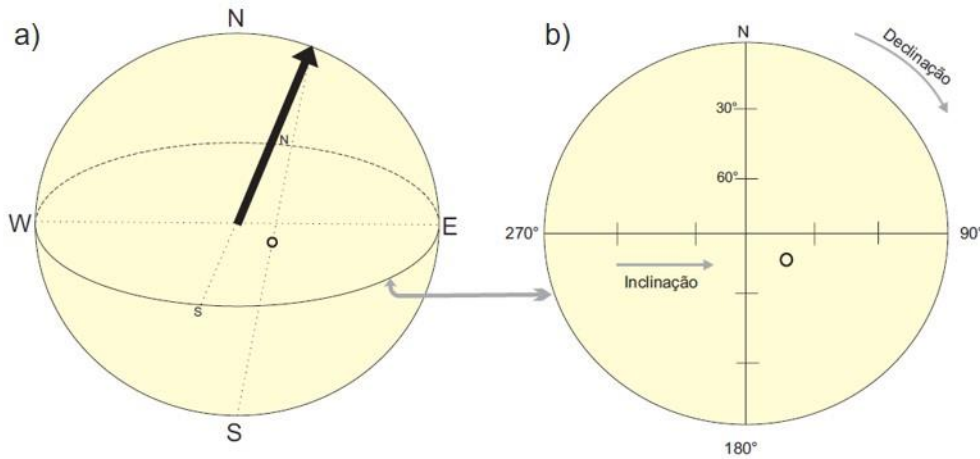 a)
N
N
W
E
S
S
b)
N
Declinação
30°
60°
270°
90°
Inclinação
180°